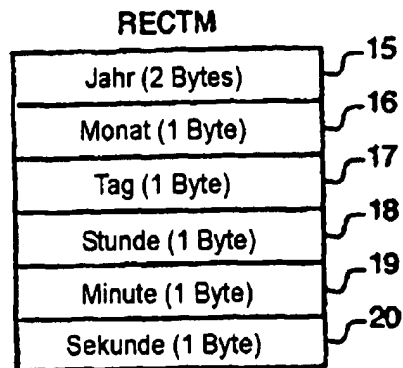 RECTM
Jahr (2 Bytes) 15
Monat (1 Byte) 16
Tag (1 Byte) 17
Stunde (1 Byte) 18
Minute (1 Byte) 19
Sekunde (1 Byte) 20